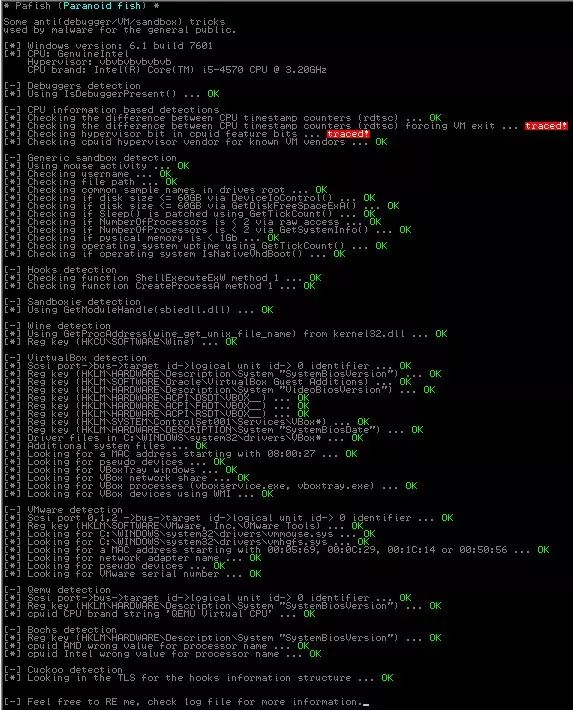 * Pafish (Paranoid fish) *
Some anti(debugger/VM/sandbox) tricks
used by malware for the general public.
[*] Windows version: 6.1 build 7601
[*] CPU: GenuineIntel
Hypervisor: vbvbvbvbvbvb
CPU brand: Intel(R) Core(TM) i5-4570 CPU @ 3.20GHz
[-] Debuggers detection
[*] Using IsDebuggerPresent() ... OK
[-] CPU information based detections
[*] Checking the difference between CPU timestamp counters (rdtsc) ... OK
[*] Checking the difference between CPU timestamp counters (rdtsc) forcing VM exit ... traced!
[*] Checking hypervisor bit in cpuid feature bits ... traced!
[*] Checking cpuid hypervisor vendor for known VM vendors ... OK
[-] Generic sandbox detection
[*] Using mouse activity ... OK
[*] Checking username ... OK
[*] Checking file path ... OK
[*] Checking common sample names in drives root ... OK
[*] Checking if disk size <= 60GB via DeviceIoControl() ... OK
[*] Checking if disk size <= 60GB via GetDiskFreeSpaceExA() ... OK
[*] Checking if Sleep() is patched using GetTickCount() ... OK
[*] Checking if NumberOfProcessors is < 2 via raw access ... OK
[*] Checking if NumberOfProcessors is < 2 via GetSystemInfo() ... OK
[*] Checking if pysical memory is < 1Gb ... OK
[*] Checking operating system uptime using GetTickCount() ... OK
[*] Checking if operating system IsNativeVhdBoot() ... OK
[-] Hooks detection
[*] Checking function ShellExecuteExW method 1 ... OK
[*] Checking function CreateProcessA method 1 ... OK
[-] Sandboxie detection
[*] Using GetModuleHandle(sbiedll.dll) ... OK
[-] Wine detection
[*] Using GetProcAddress(wine_get_unix_file_name) from kernel32.dll ... OK
[*] Reg key (HKCU\SOFTWARE\Wine) ... OK
[-] VirtualBox detection
[*] Scsi port->bus->target id->logical unit id-> 0 identifier ... OK
[*] Reg key (HKLM\HARDWARE\Description\System "SystemBiosVersion") ... OK
[*] Reg key (HKLM\SOFTWARE\Oracle\VirtualBox Guest Additions) ... OK
[*] Reg key (HKLM\HARDWARE\Description\System "VideoBiosVersion") ... OK
[*] Reg key (HKLM\HARDWARE\ACPI\DSDT\VBOX__) ... OK
[*] Reg key (HKLM\HARDWARE\ACPI\FADT\VBOX__) ... OK
[*] Reg key (HKLM\HARDWARE\ACPI\RSDT\VBOX__) ... OK
[*] Reg key (HKLM\SYSTEM\ControlSet001\Services\VBox*) ... OK
[*] Reg key (HKLM\HARDWARE\DESCRIPTION\System "SystemBiosDate") ... OK
[*] Driver files in C:\WINDOWS\system32\drivers\VBox* ... OK
[*] Additional system files ... OK
[*] Looking for a MAC address starting with 08:00:27 ... OK
[*] Looking for pseudo devices ... OK
[*] Looking for VBoxTray windows ... OK
[*] Looking for VBox network share ... OK
[*] Looking for VBox processes (vboxservice.exe, vboxtray.exe) ... OK
[*] Looking for VBox devices using WMI ... OK
[-] VMware detection
[*] Scsi port 0,1,2 ->bus->target id->logical unit id-> 0 identifier ... OK
[*] Reg key (HKLM\SOFTWARE\VMware, Inc.\VMware Tools) ... OK
[*] Looking for C:\WINDOWS\system32\drivers\vmmouse.sys ... OK
[*] Looking for C:\WINDOWS\system32\drivers\vmhgfs.sys ... OK
[*] Looking for a MAC address starting with 00:05:69, 00:0C:29, 00:1C:14 or 00:50:56 ... OK
[*] Looking for network adapter name ... OK
[*] Looking for pseudo devices ... OK
[*] Looking for VMware serial number ... OK
[-] Qemu detection
[*] Scsi port->bus->target id->logical unit id-> 0 identifier ... OK
[*] Reg key (HKLM\HARDWARE\Description\System "SystemBiosVersion") ... OK
[*] cpuid CPU brand string 'QEMU Virtual CPU' ... OK
[-] Bochs detection
[*] Reg key (HKLM\HARDWARE\Description\System "SystemBiosVersion") ... OK
[*] cpuid AMD wrong value for processor name ... OK
[*] cpuid Intel wrong value for processor name ... OK
[-] Cuckoo detection
[*] Looking in the TLS for the hooks information structure ... OK
[-] Feel free to RE me, check log file for more information._